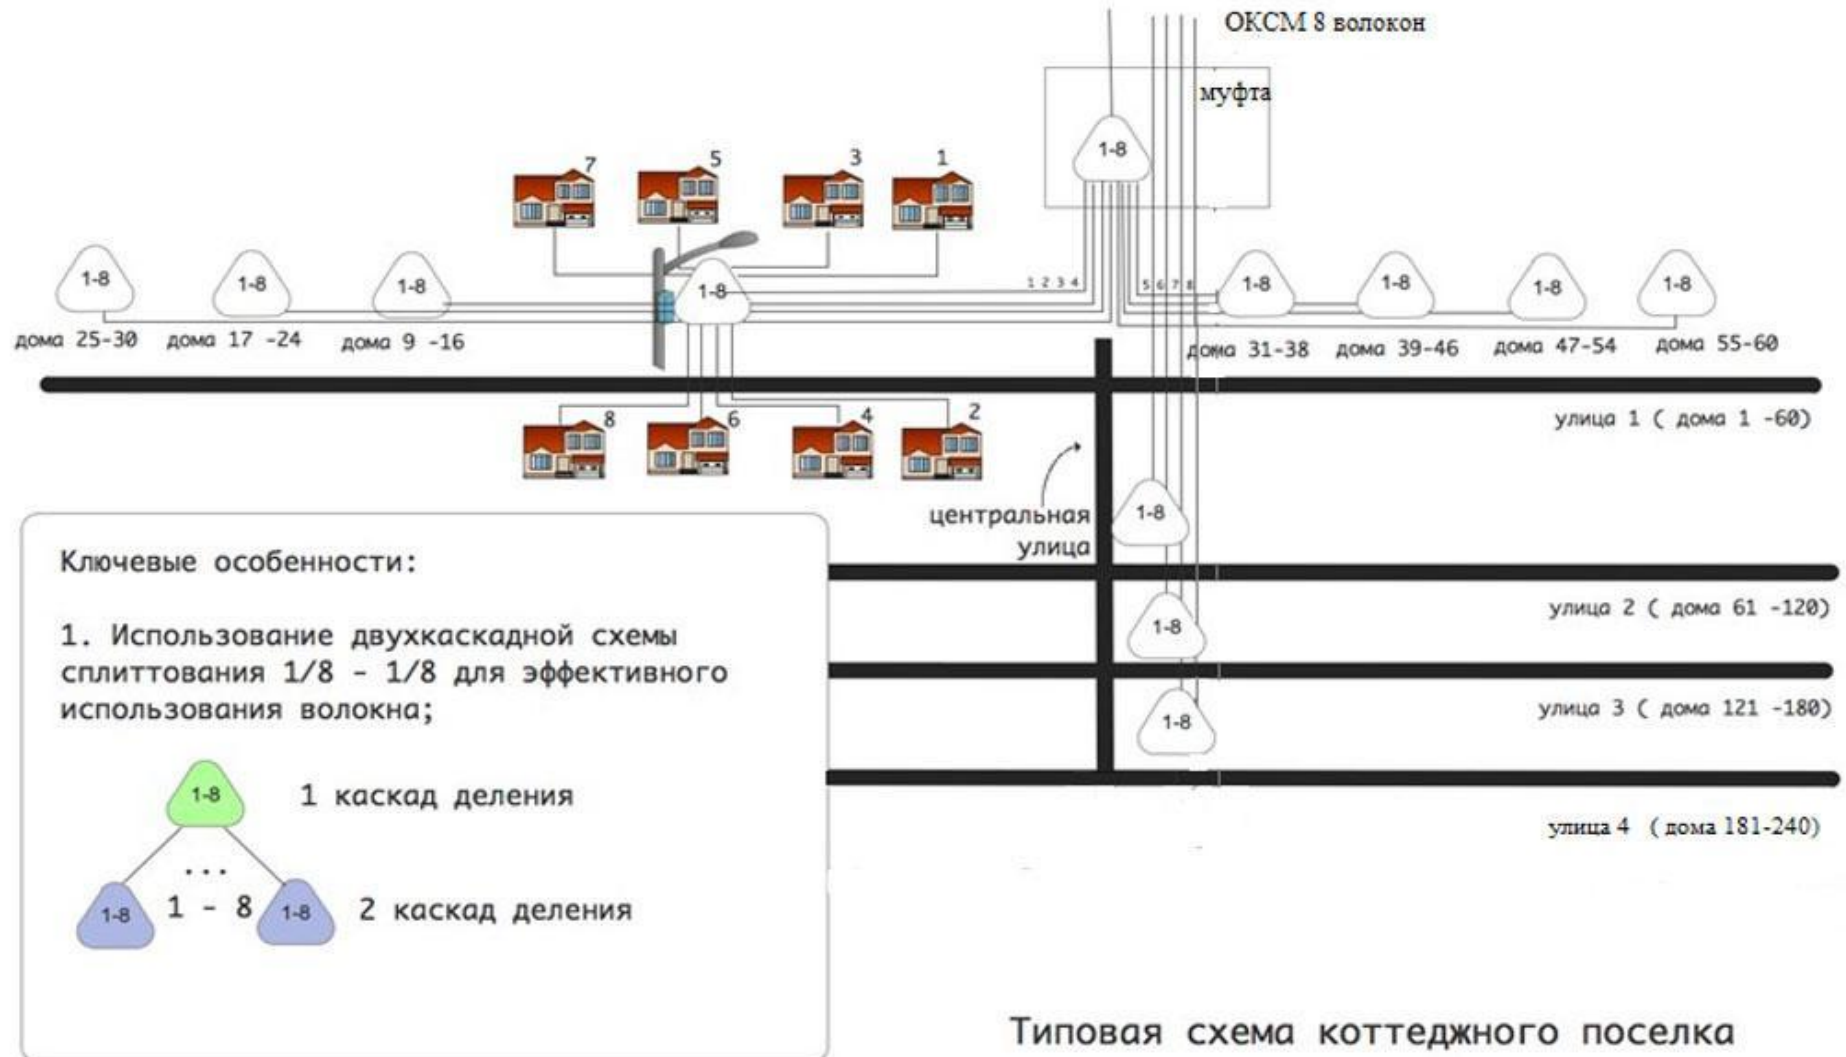 ОКСМ 8 волокон
муфта
1-8
7
5
3
1
1-8
1-8
1-8
1-8
1 2 3 4
5 6 7 8
1-8
1-8
1-8
1-8
дома 25-30
дома 17 -24
дома 9 -16
дома 31-38
дома 39-46
дома 47-54
дома 55-60
8
6
4
2
улица 1 ( дома 1 -60)
центральная
улица
1-8
улица 2 ( дома 61 -120)
1-8
улица 3 ( дома 121 -180)
1-8
улица 4 ( дома 181-240)
Ключевые особенности:
1. Использование двухкаскадной схемы
сплиттования 1/8 - 1/8 для эффективного
использования волокна;
1-8
1 каскад деления
...
1-8
1 - 8
1-8
2 каскад деления
Типовая схема коттеджного поселка